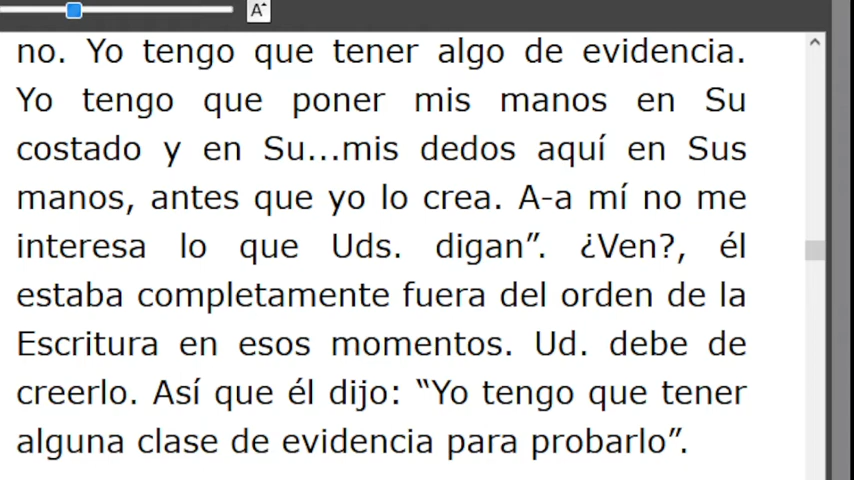 A
no. Yo tengo que tener algo de evidencia.
Yo tengo que poner mis manos en Su
costado y en Su...mis dedos aquí en Sus
manos, antes que yo lo crea. A-a mí no me
interesa lo que Uds. digan”. ¿Ven?, él
estaba completamente fuera del orden de la
Escritura en esos momentos. Ud. debe de
creerlo. Así que él dijo: “Yo tengo que tener
alguna clase de evidencia para probarlo”.